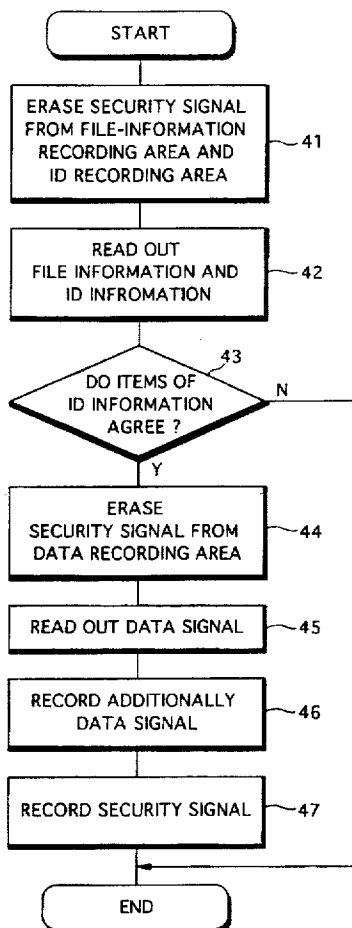 START
ERASE SECURITY SIGNAL
FROM FILE-INFORMATION
RECORDING AREA AND
ID RECORDING AREA
41
READ OUT
FILE INFORMATION AND
ID INFROMATION
42
43
DO ITEMS OF
ID INFORMATION
AGREE ?
N
Y
ERASE
SECURITY SIGNAL FROM
DATA RECORDING AREA
44
READ OUT DATA SIGNAL
45
RECORD ADDITIONALLY
DATA SIGNAL
46
RECORD SECURITY SIGNAL
47
END